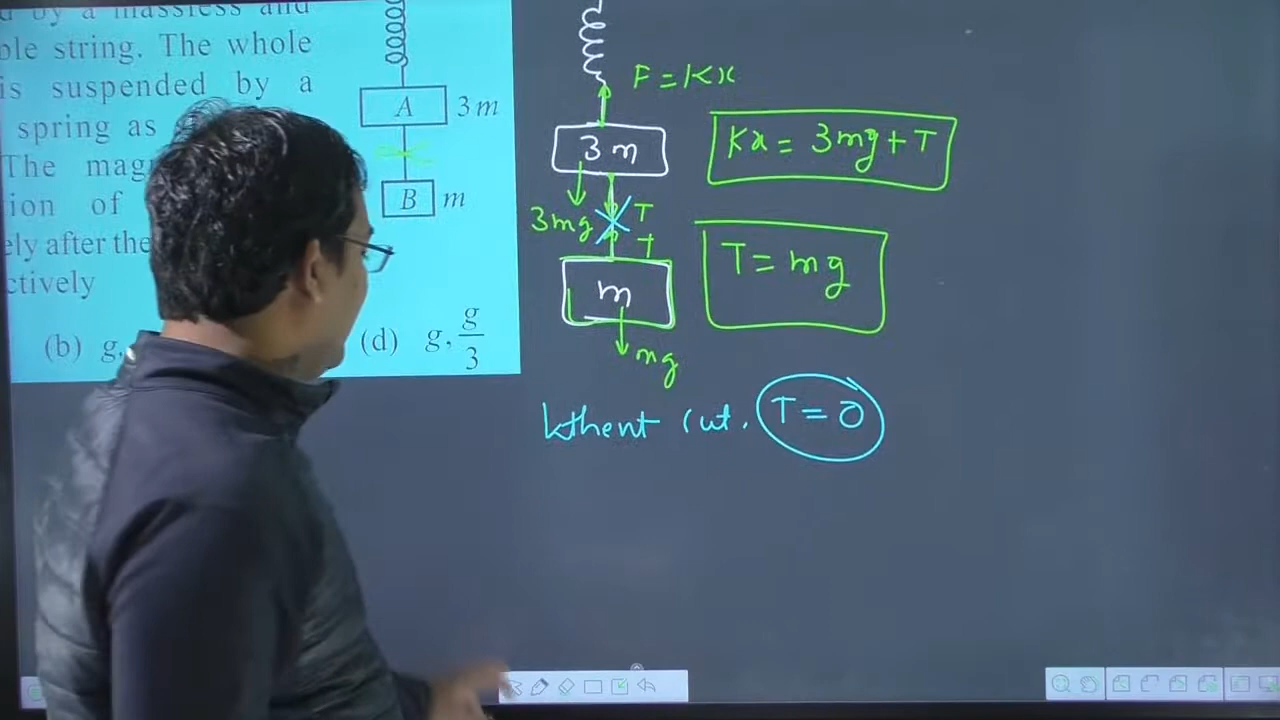 d by a massless and
ble string. The whole
is suspended by a
spring as
The mag
ion of
ely after the
ctively
(b) g,
(d) g, g/3
A
3m
B
m
F = Kx
3m
Kx = 3mg + T
3mg
T
T
T = mg
m
mg
When cut. T = 0